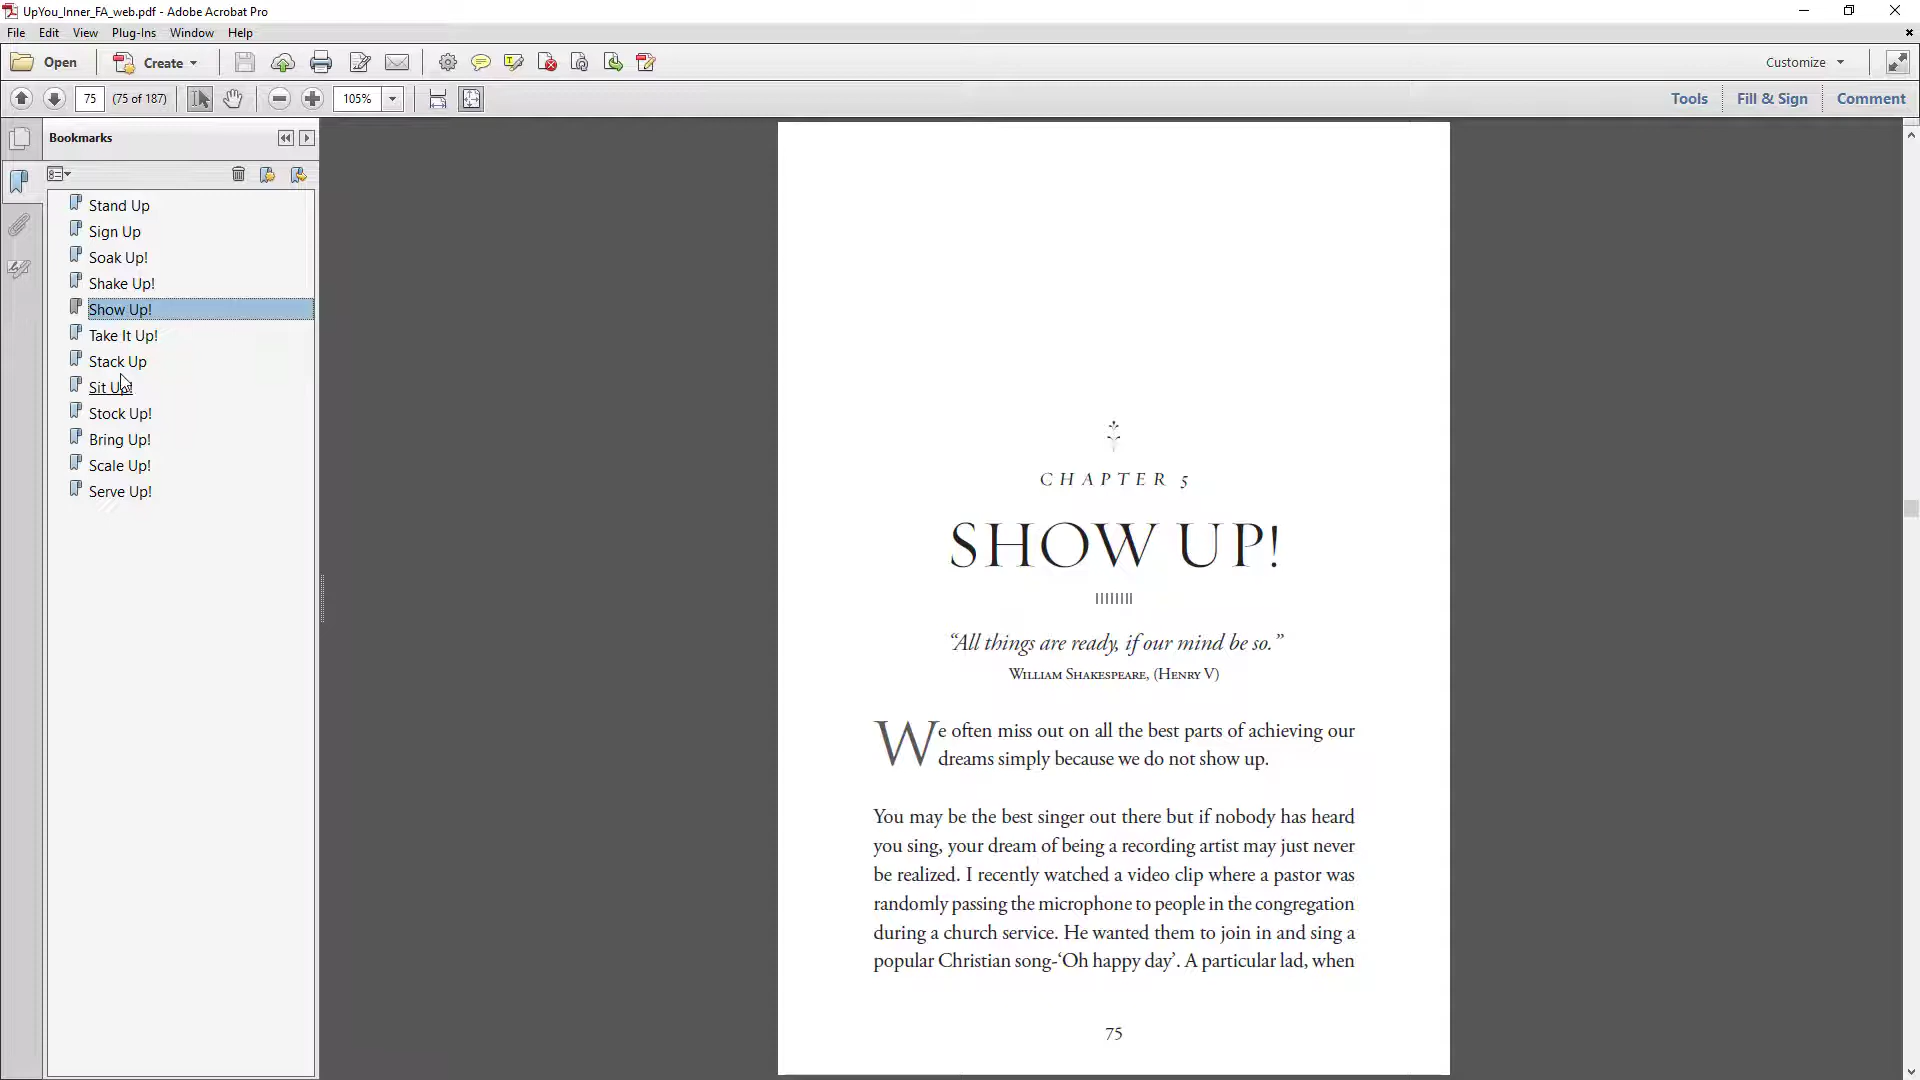 UpYou_Inner_FA_web.pdf - Adobe Acrobat Pro
File Edit View Plug-Ins Window Help
Open Create Customize
75 (75 of 187) 105% Tools Fill & Sign Comment
Bookmarks
Stand Up
Sign Up
Soak Up!
Shake Up!
Show Up!
Take It Up!
Stack Up
Sit Up!
Stock Up!
Bring Up!
Scale Up!
Serve Up!
CHAPTER 5
SHOW UP!
“All things are ready, if our mind be so.”
William Shakespeare, (Henry V)
We often miss out on all the best parts of achieving our
dreams simply because we do not show up.
You may be the best singer out there but if nobody has heard
you sing, your dream of being a recording artist may just never
be realized. I recently watched a video clip where a pastor was
randomly passing the microphone to people in the congregation
during a church service. He wanted them to join in and sing a
popular Christian song-‘Oh happy day’. A particular lad, when
75